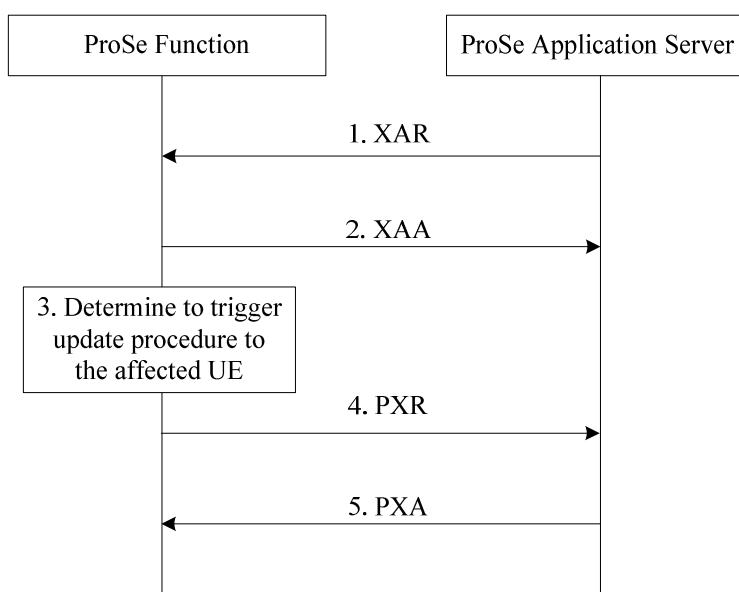 ProSe Function
ProSe Application Server
1. XAR
2. XAA
3. Determine to trigger
update procedure to
the affected UE
4. PXR
5. PXA